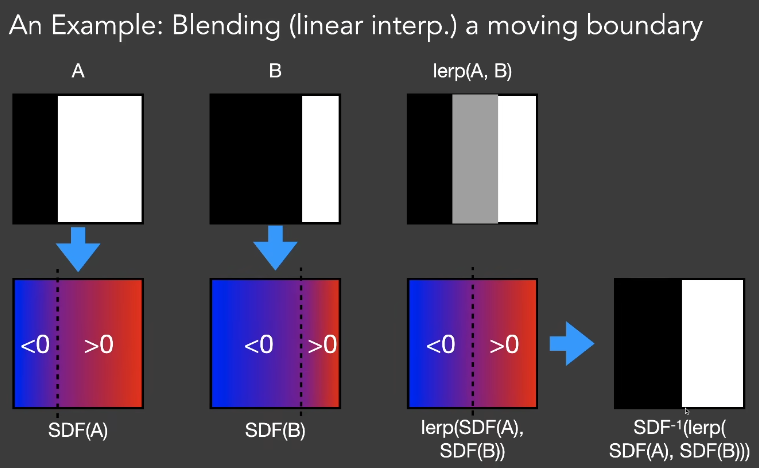 An Example: Blending (linear interp.) a moving boundary
A
B
lerp(A, B)
<0
>0
<0
>0
<0
>0
SDF(A)
SDF(B)
lerp(SDF(A),
SDF(B))
SDF⁻¹(lerp(
SDF(A), SDF(B)))